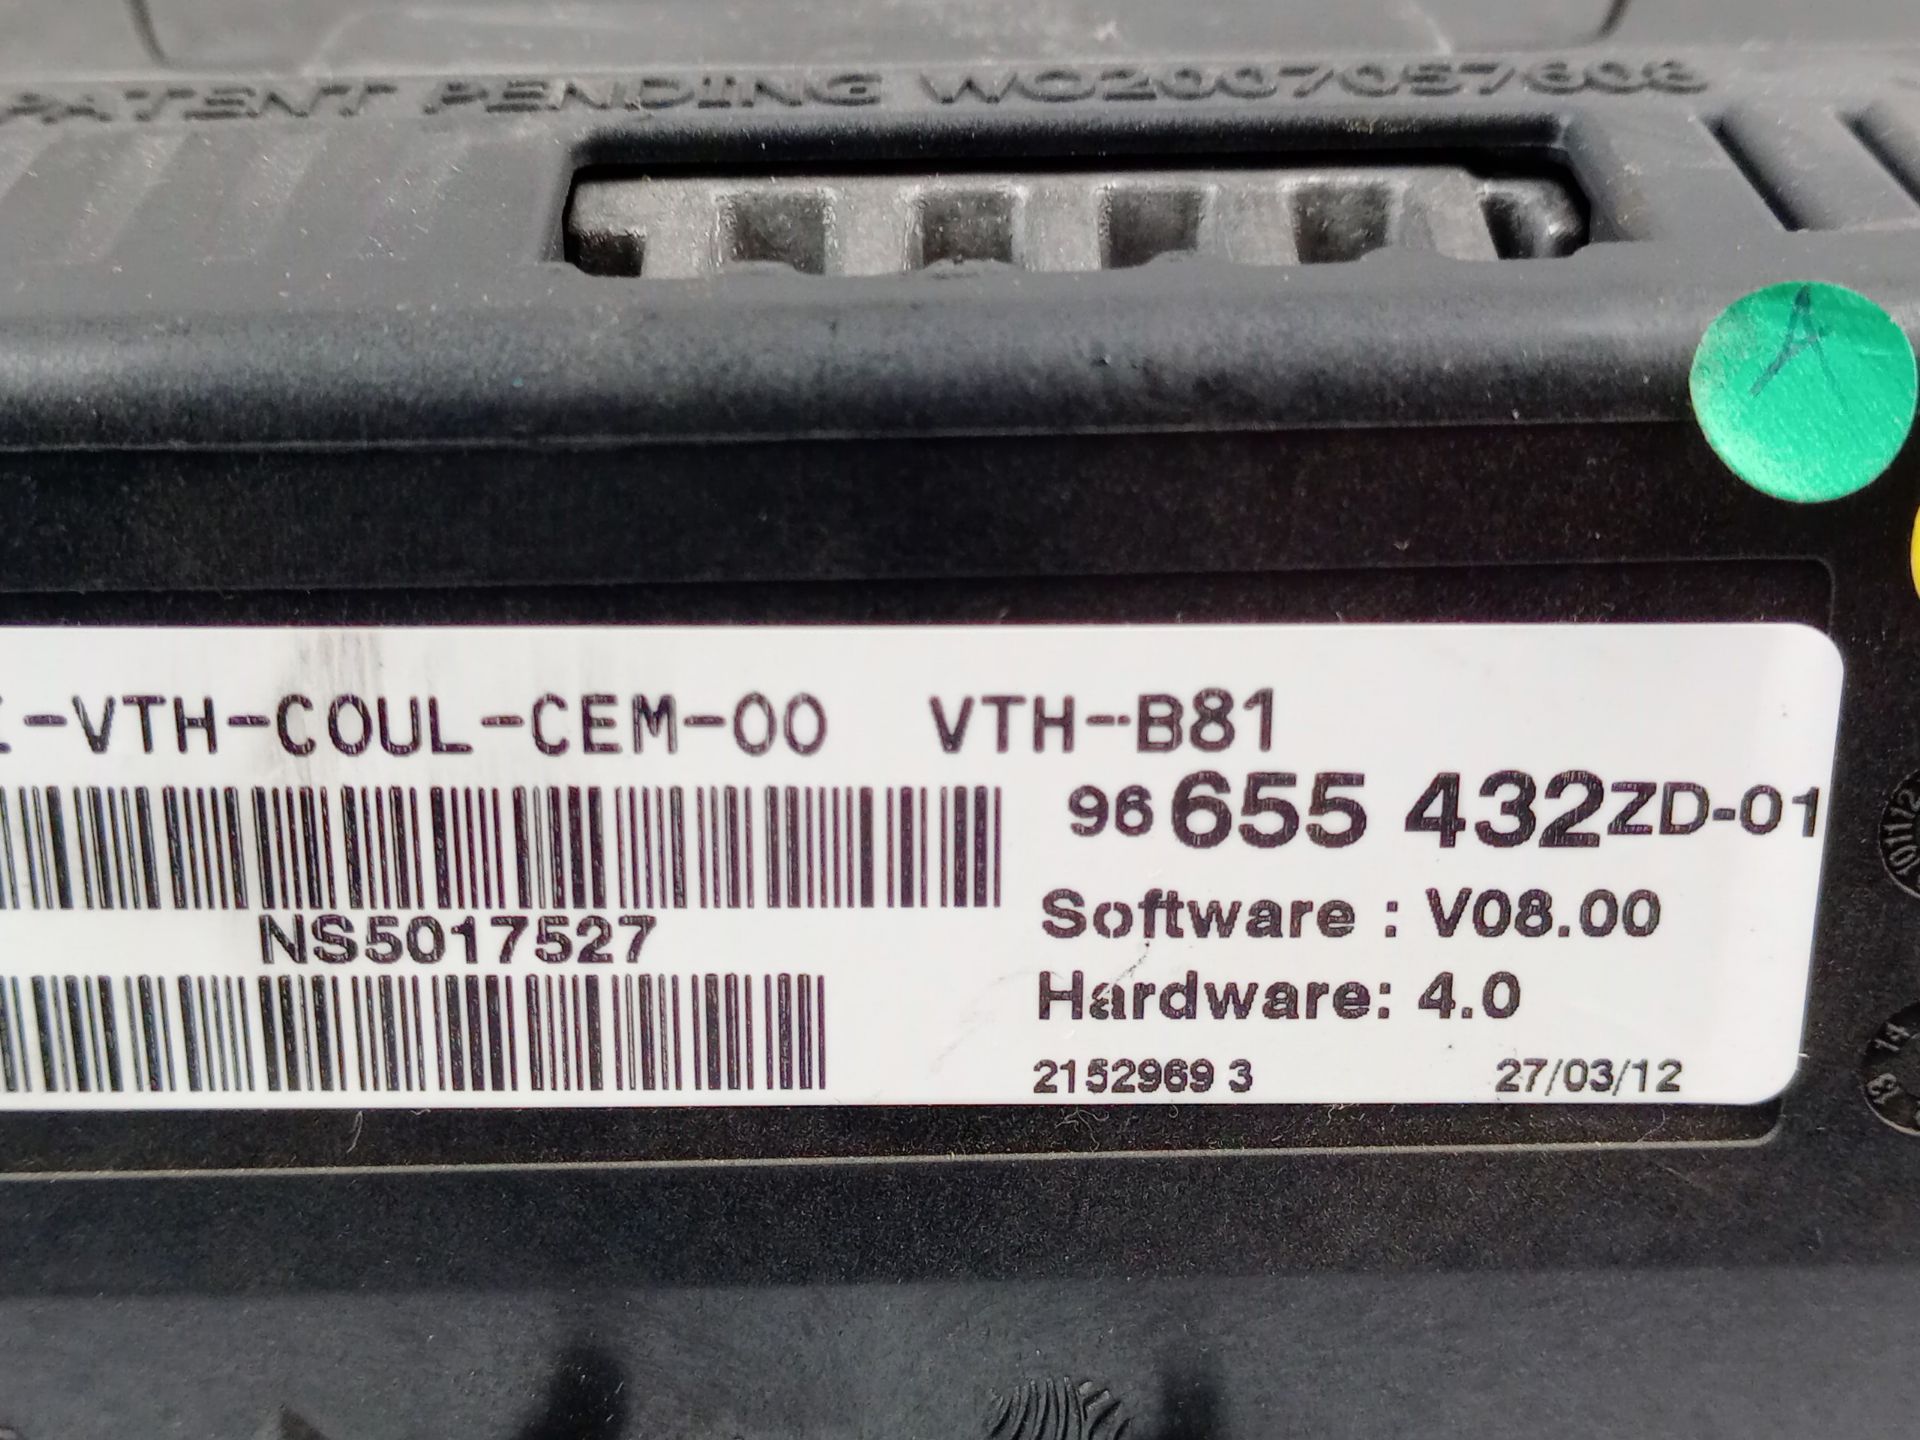 PATENT PENDING WO2007057603
A
-VTH-COUL-CEM-00 VTH-B81
96 655 432ZD-01
NS5017527
Software : V08.00
Hardware: 4.0
2152969 3 27/03/12